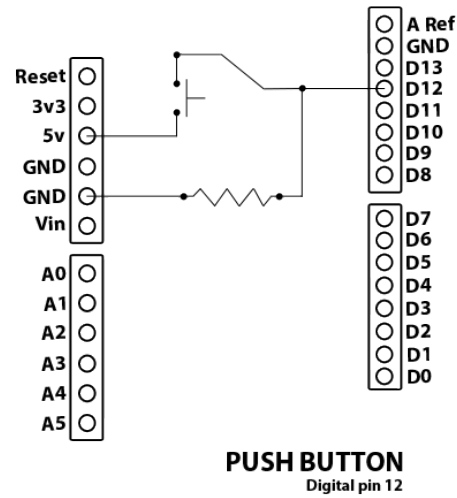 Reset
3v3
5v
GND
GND
Vin
A0
A1
A2
A3
A4
A5
A Ref
GND
D13
D12
D11
D10
D9
D8
D7
D6
D5
D4
D3
D2
D1
D0
PUSH BUTTON
Digital pin 12